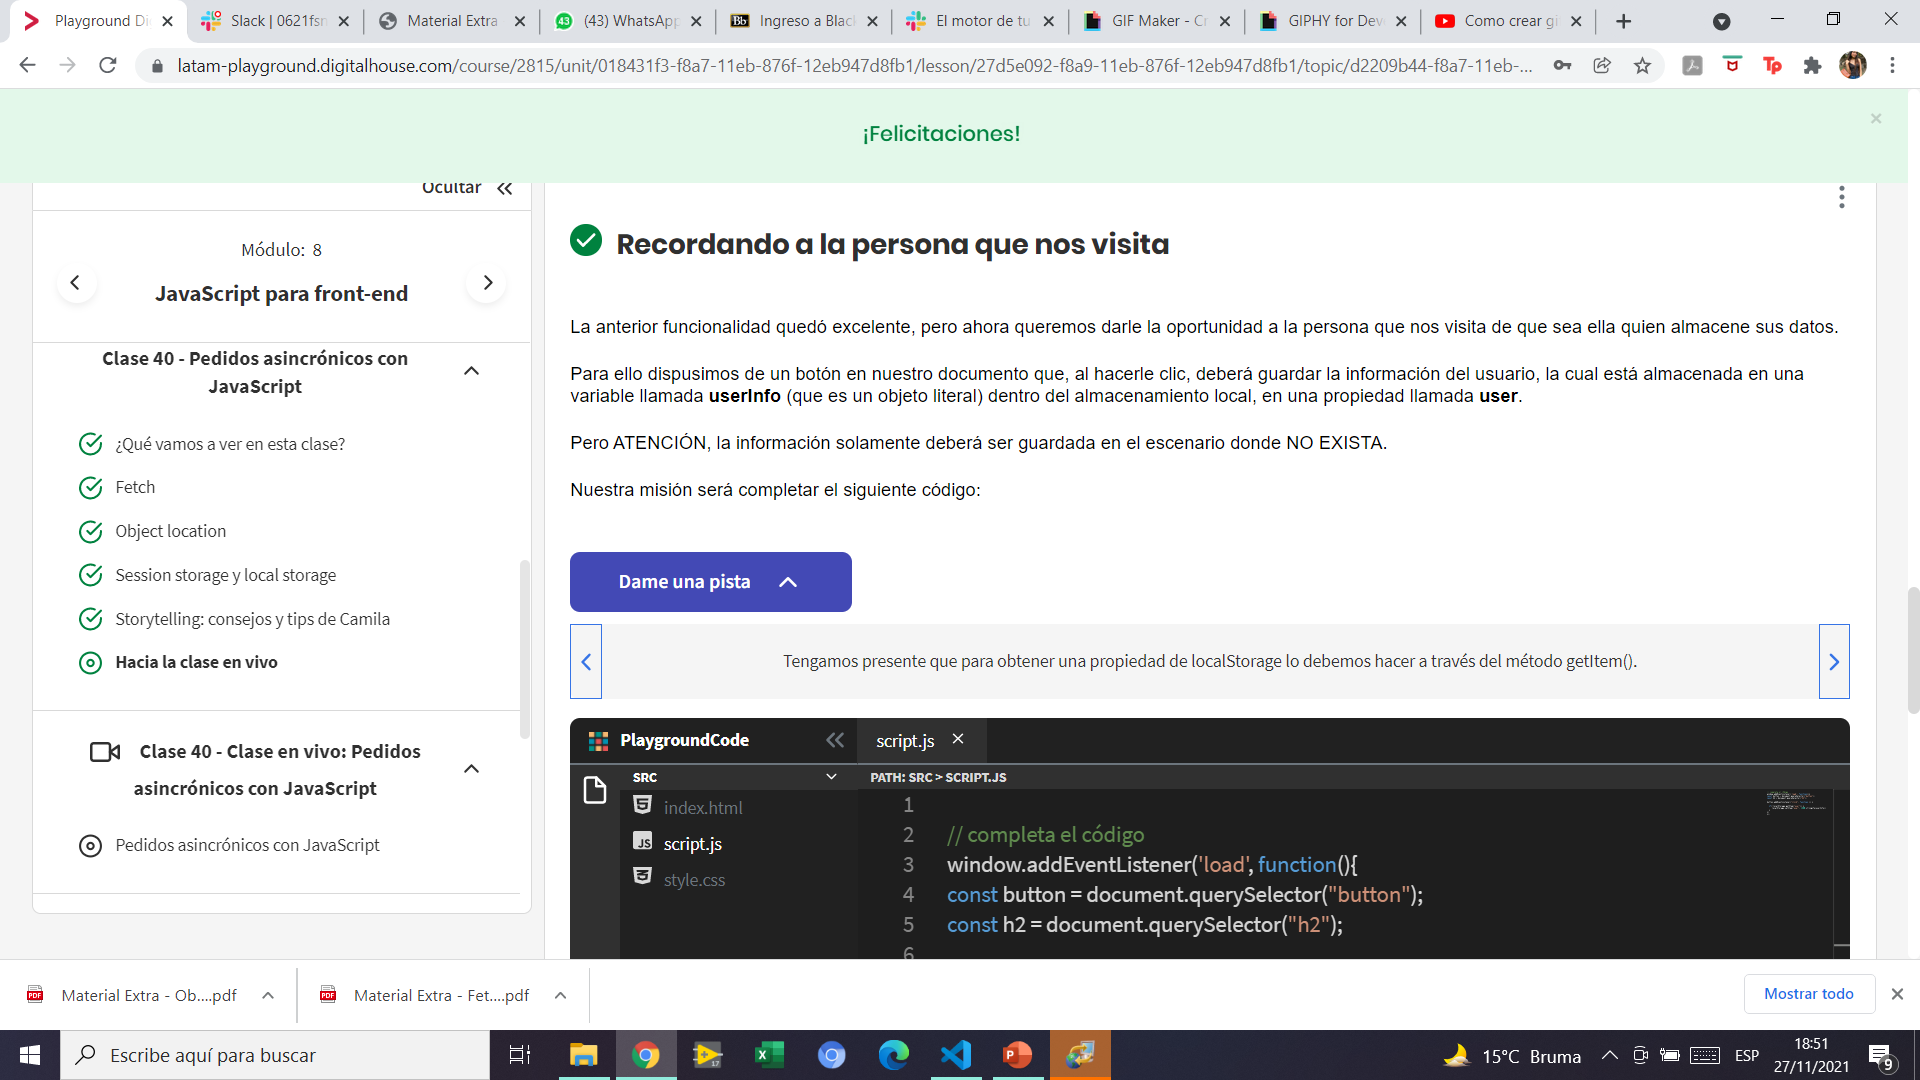 Playground Di
Slack | 0621fsn
Material Extra
(43) WhatsApp
Ingreso a Black
El motor de tu
GIF Maker - Cr
GIPHY for Deve
Como crear gi
latam-playground.digitalhouse.com/course/2815/unit/018431f3-f8a7-11eb-876f-12eb947d8fb1/lesson/27d5e092-f8a9-11eb-876f-12eb947d8fb1/topic/d2209b44-f8a7-11eb-...
¡Felicitaciones!
Ocultar
Módulo: 8
JavaScript para front-end
Clase 40 - Pedidos asincrónicos con
JavaScript
¿Qué vamos a ver en esta clase?
Fetch
Object location
Session storage y local storage
Storytelling: consejos y tips de Camila
Hacia la clase en vivo
Clase 40 - Clase en vivo: Pedidos
asincrónicos con JavaScript
Pedidos asincrónicos con JavaScript
Recordando a la persona que nos visita
La anterior funcionalidad quedó excelente, pero ahora queremos darle la oportunidad a la persona que nos visita de que sea ella quien almacene sus datos.
Para ello dispusimos de un botón en nuestro documento que, al hacerle clic, deberá guardar la información del usuario, la cual está almacenada en una
variable llamada userInfo (que es un objeto literal) dentro del almacenamiento local, en una propiedad llamada user.
Pero ATENCIÓN, la información solamente deberá ser guardada en el escenario donde NO EXISTA.
Nuestra misión será completar el siguiente código:
Dame una pista
Tengamos presente que para obtener una propiedad de localStorage lo debemos hacer a través del método getItem().
PlaygroundCode
script.js
SRC
PATH: SRC > SCRIPT.JS
index.html
script.js
style.css
1
2 // completa el código
3 window.addEventListener('load', function(){
4 const button = document.querySelector("button");
5 const h2 = document.querySelector("h2");
6
Material Extra - Ob....pdf
Material Extra - Fet....pdf
Mostrar todo
Escribe aquí para buscar
15°C Bruma
ESP
18:51
27/11/2021
9